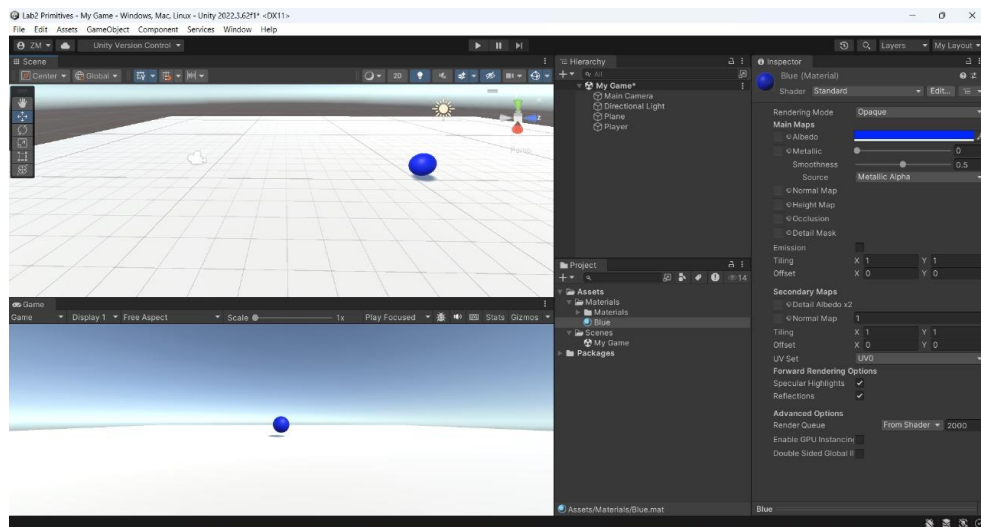 Lab2 Primitives - My Game - Windows, Mac, Linux - Unity 2022.3.62f1* <DX11>
File Edit Assets GameObject Component Services Window Help
ZM Unity Version Control Layers My Layout
Scene
Center Global 2D
Persp
Game
Game Display 1 Free Aspect Scale 1x Play Focused Stats Gizmos
Hierarchy
All
My Game*
Main Camera
Directional Light
Plane
Player
Project
14
Assets
Materials
Materials
Blue
Scenes
My Game
Packages
Assets/Materials/Blue.mat
Inspector
Blue (Material)
Shader Standard Edit...
Rendering Mode Opaque
Main Maps
Albedo
Metallic 0
Smoothness 0.5
Source Metallic Alpha
Normal Map
Height Map
Occlusion
Detail Mask
Emission
Tiling X 1 Y 1
Offset X 0 Y 0
Secondary Maps
Detail Albedo x2
Normal Map 1
Tiling X 1 Y 1
Offset X 0 Y 0
UV Set UV0
Forward Rendering Options
Specular Highlights
Reflections
Advanced Options
Render Queue From Shader 2000
Enable GPU Instancin
Double Sided Global Il
Blue